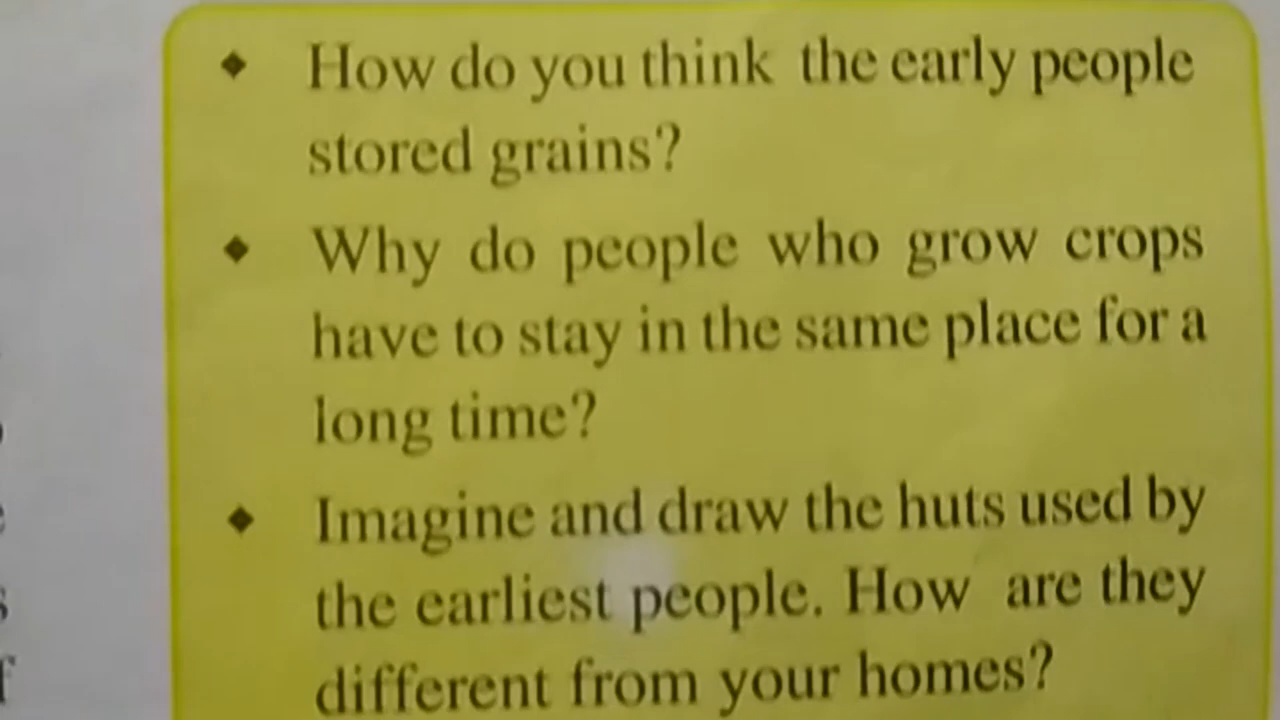 ◆ How do you think the early people
stored grains?
◆ Why do people who grow crops
have to stay in the same place for a
long time?
◆ Imagine and draw the huts used by
the earliest people. How are they
different from your homes?